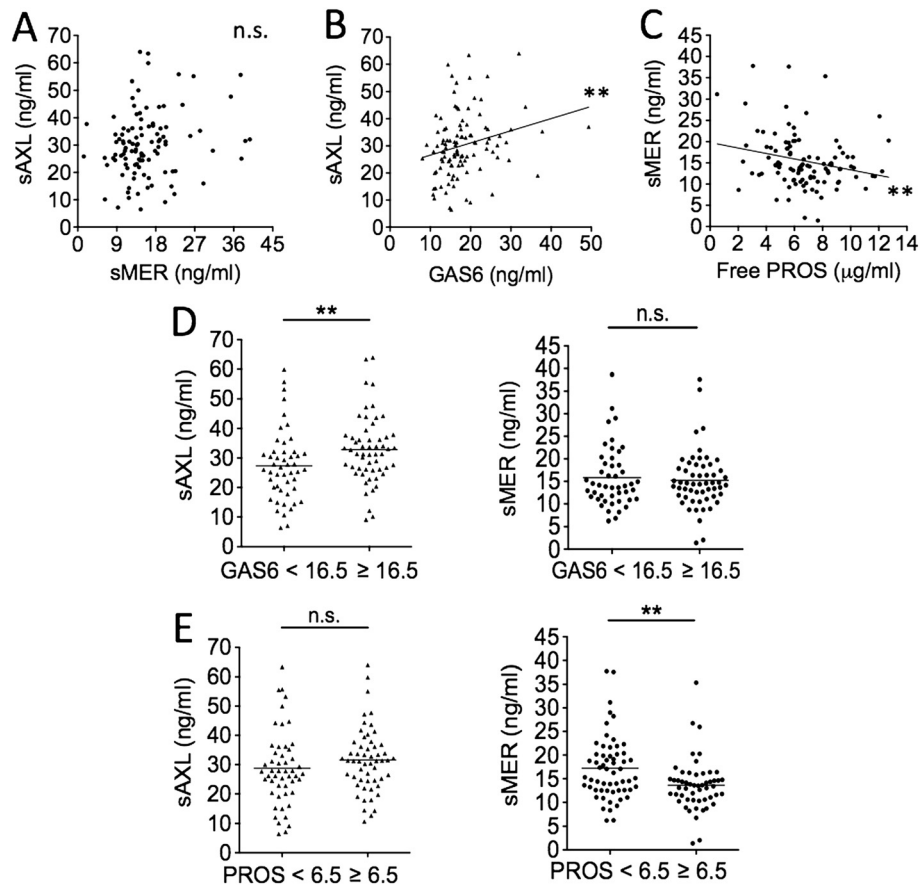 A
n.s.
sAXL (ng/ml)
70
60
50
40
30
20
10
0
0 9 18 27 36 45
sMER (ng/ml)
B
**
sAXL (ng/ml)
70
60
50
40
30
20
10
0
0 10 20 30 40 50
GAS6 (ng/ml)
C
**
sMER (ng/ml)
45
40
35
30
25
20
15
10
5
0
0 2 4 6 8 10 12 14
Free PROS (μg/ml)
D
**
sAXL (ng/ml)
70
60
50
40
30
20
10
0
GAS6 < 16.5 ≥ 16.5
n.s.
sMER (ng/ml)
45
40
35
30
25
20
15
10
5
0
GAS6 < 16.5 ≥ 16.5
E
n.s.
sAXL (ng/ml)
70
60
50
40
30
20
10
0
PROS < 6.5 ≥ 6.5
**
sMER (ng/ml)
45
40
35
30
25
20
15
10
5
0
PROS < 6.5 ≥ 6.5